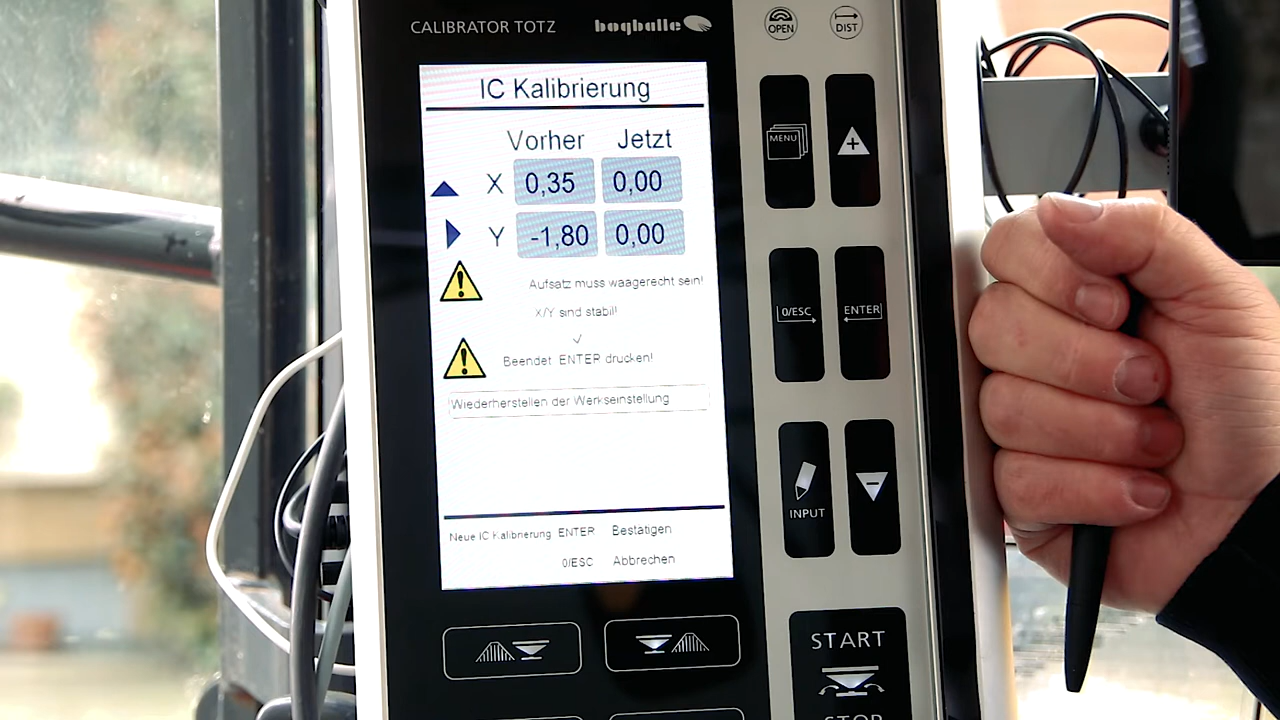 CALIBRATOR TOTZ bogballe
OPEN DIST
IC Kalibrierung
Vorher Jetzt
X 0,35 0,00
Y -1,80 0,00
Aufsatz muss waagerecht sein!
X/Y sind stabil!
Beendet ENTER drucken!
Wiederherstellen der Werkseinstellung
Neue IC Kalibrierung ENTER Bestätigen
0/ESC Abbrechen
MENU +
0/ESC ENTER
INPUT −
START
STOP